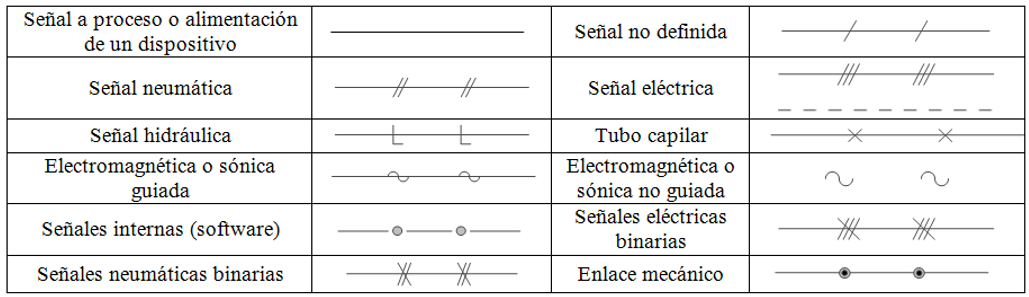 Señal a proceso o alimentación
de un dispositivo
Señal no definida
Señal neumática
Señal eléctrica
Señal hidráulica
Tubo capilar
Electromagnética o sónica
guiada
Electromagnética o
sónica no guiada
Señales internas (software)
Señales eléctricas
binarias
Señales neumáticas binarias
Enlace mecánico